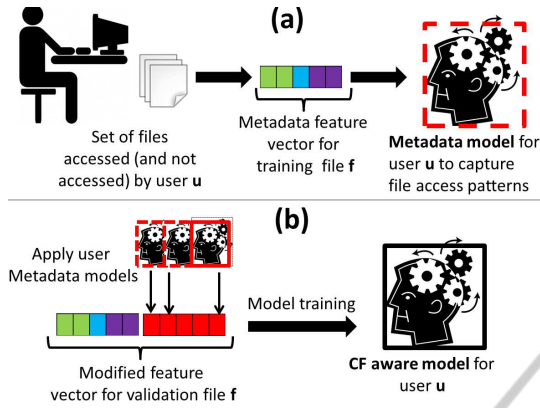 (a)
Set of files
accessed (and not
accessed) by user u
Metadata feature
vector for
training file f
Metadata model for
user u to capture
file access patterns
(b)
Apply user
Metadata models
Model training
Modified feature
vector for validation file f
CF aware model for
user u